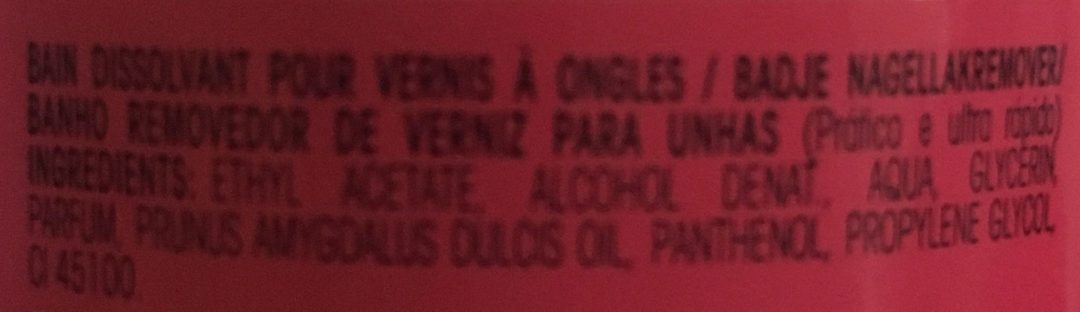 BAIN DISSOLVANT POUR VERNIS À ONGLES / BADJE NAGELLAKREMOVER/
BANHO REMOVEDOR DE VERNIZ PARA UNHAS (Prático e ultra rápido)
INGREDIENTS: ETHYL ACETATE, ALCOHOL DENAT., AQUA, GLYCERIN,
PARFUM, PRUNUS AMYGDALUS DULCIS OIL, PANTHENOL, PROPYLENE GLYCOL,
CI 45100.